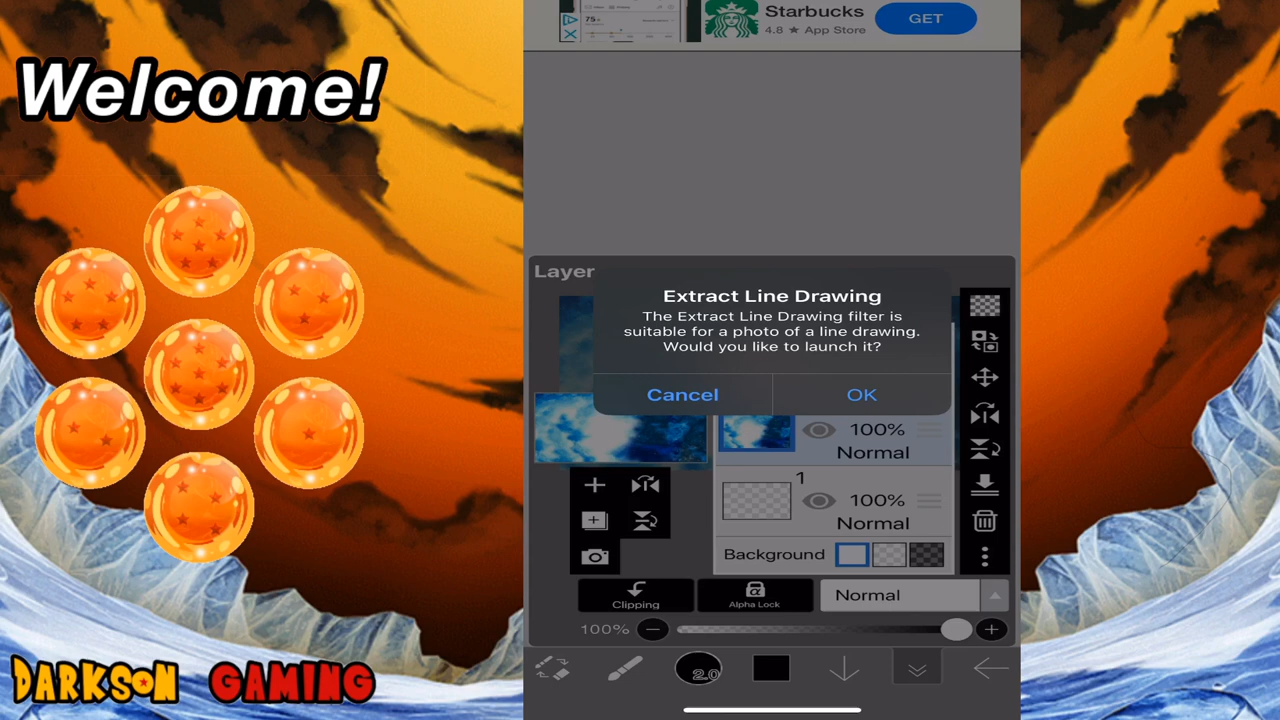 Welcome!
75
Starbucks
GET
4.8 ★ App Store
Layer
Extract Line Drawing
The Extract Line Drawing filter is
suitable for a photo of a line drawing.
Would you like to launch it?
Cancel
OK
100%
Normal
1
100%
Normal
Background
Clipping
α
Alpha Lock
Normal
100%
2.0
DARKSON GAMING